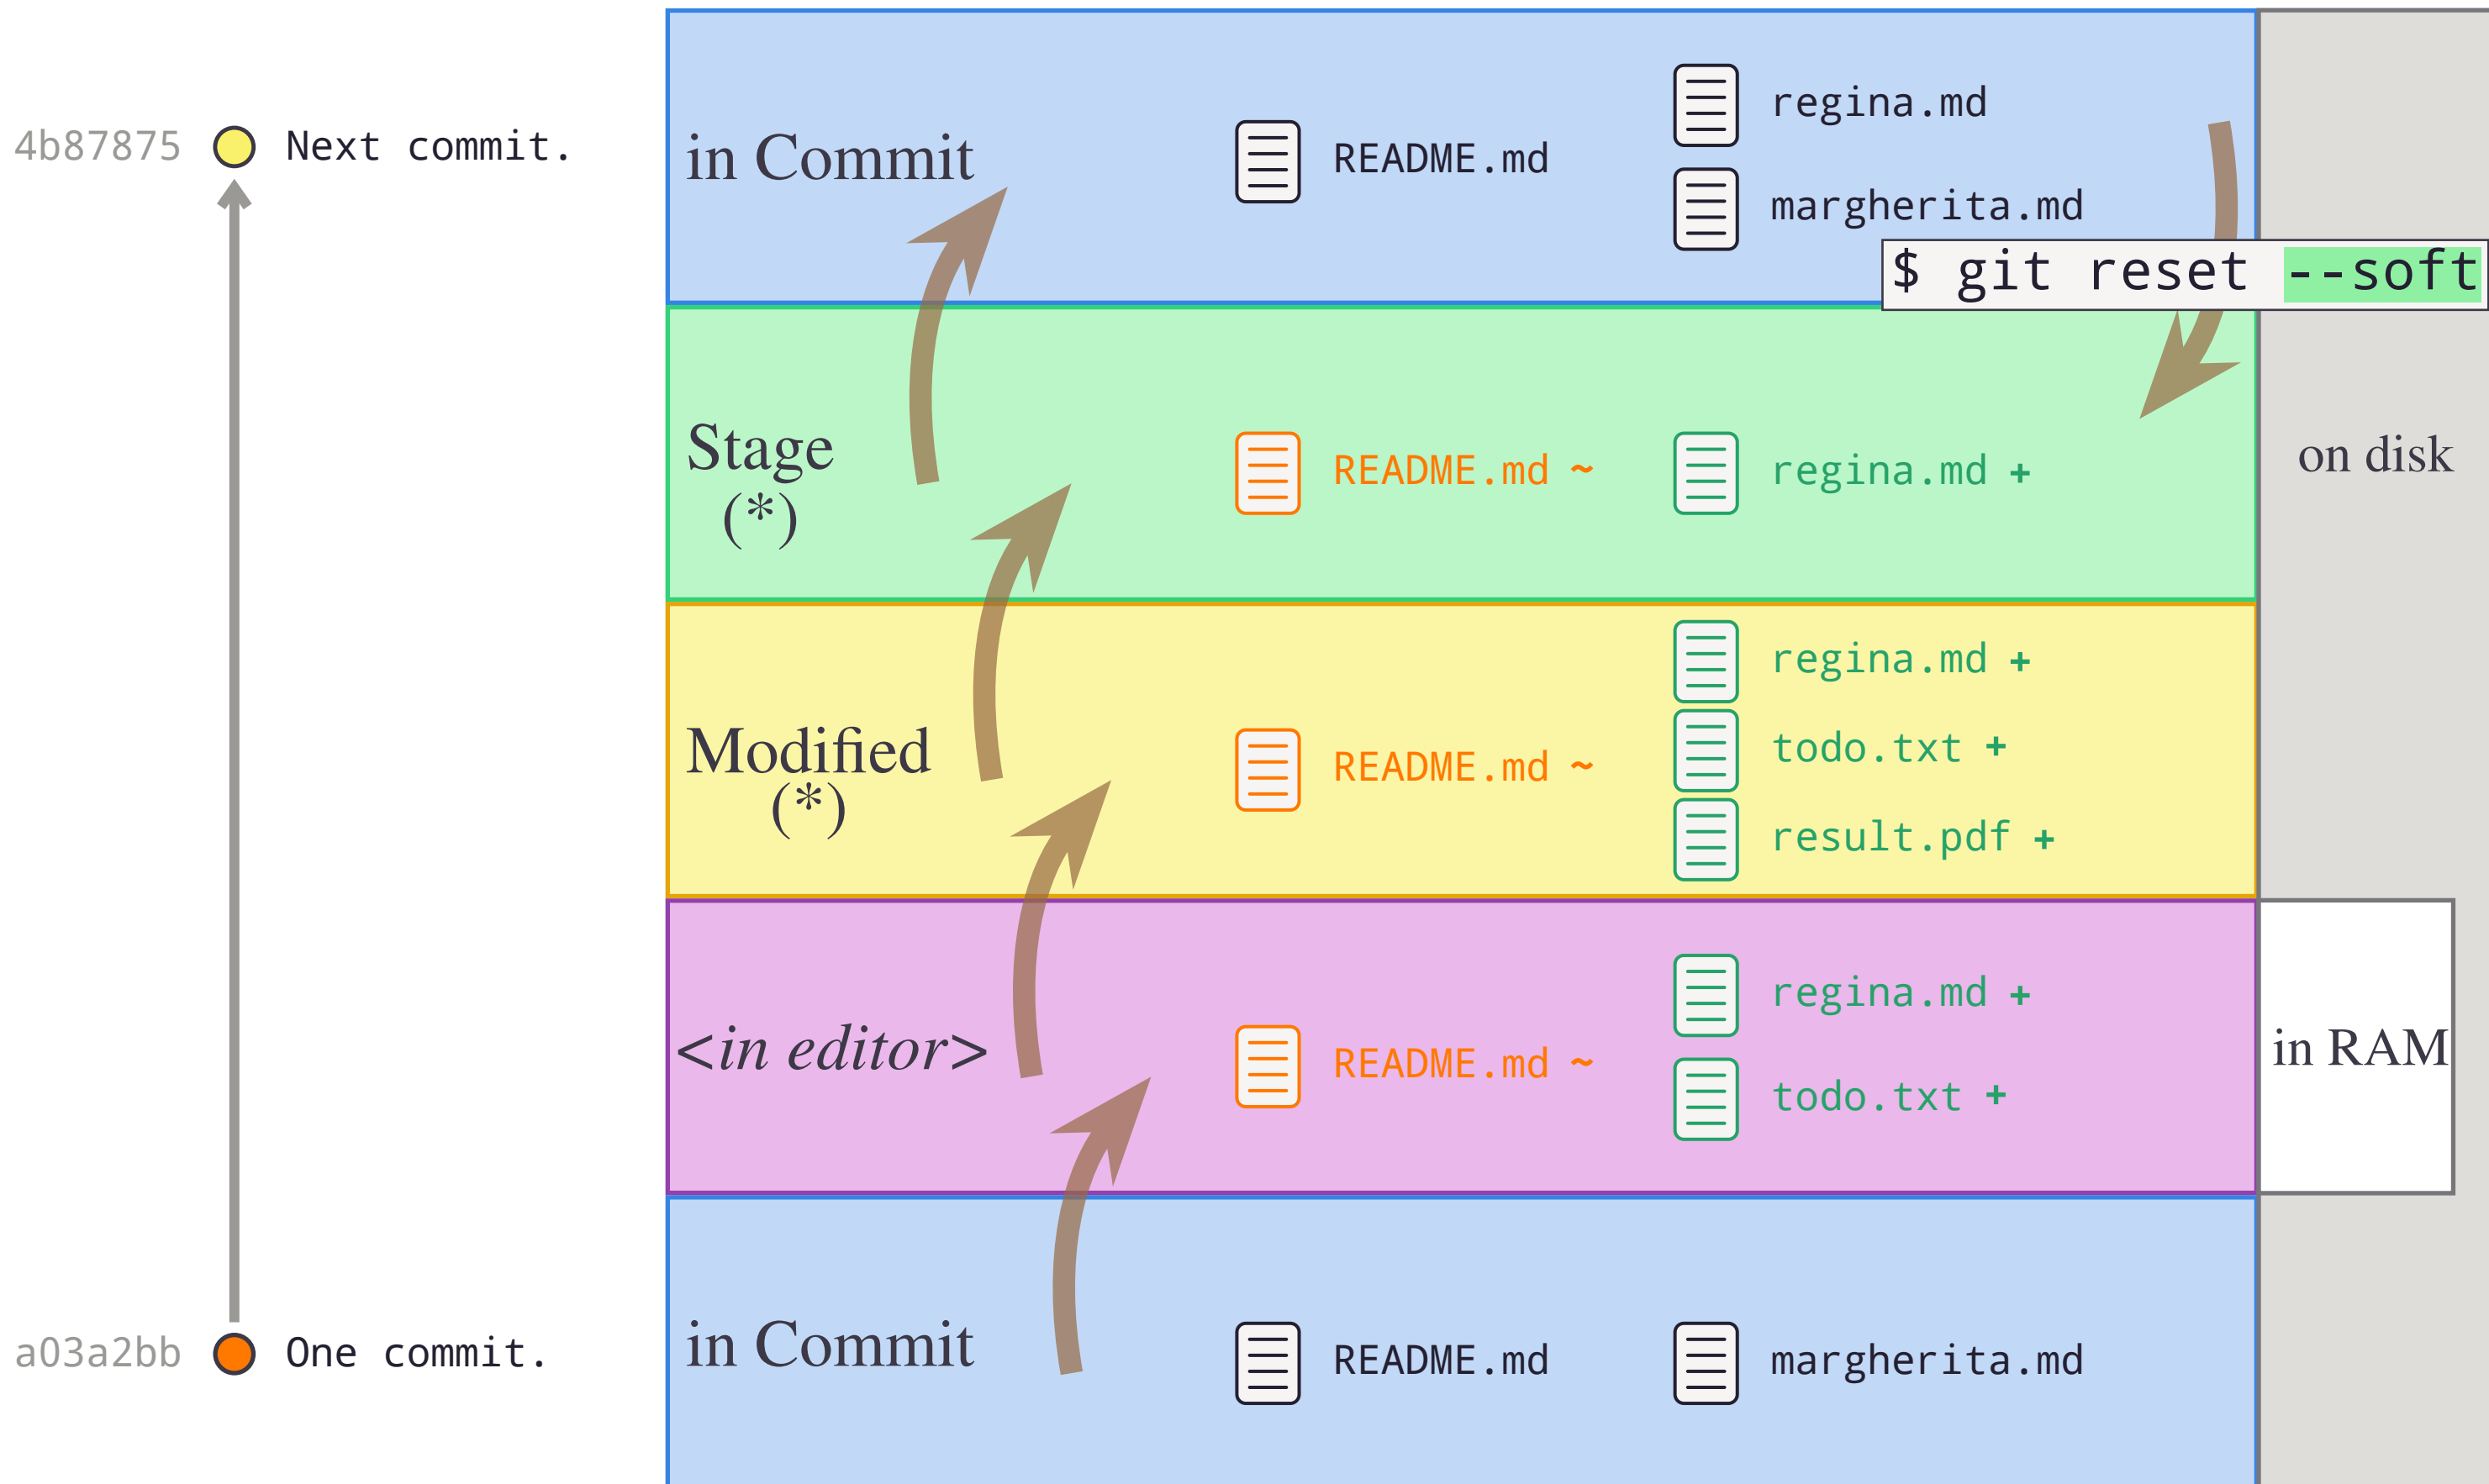 4b87875 Next commit.
in Commit
README.md
regina.md
margherita.md
$ git reset --soft
Stage
(*)
README.md ~
regina.md +
on disk
Modified
(*)
README.md ~
regina.md +
todo.txt +
result.pdf +
<in editor>
README.md ~
regina.md +
todo.txt +
in RAM
a03a2bb One commit.
in Commit
README.md
margherita.md